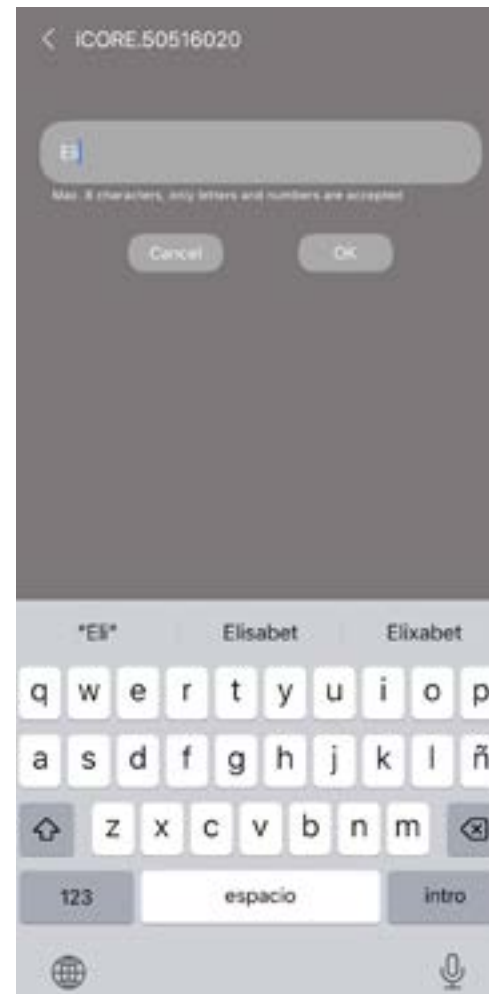 iCORE.50516020
Eli
Max. 8 characters, only letters and numbers are accepted
Cancel OK
"Eli" Elisabet Elixabet
q w e r t y u i o p
a s d f g h j k l ñ
z x c v b n m
123 espacio intro